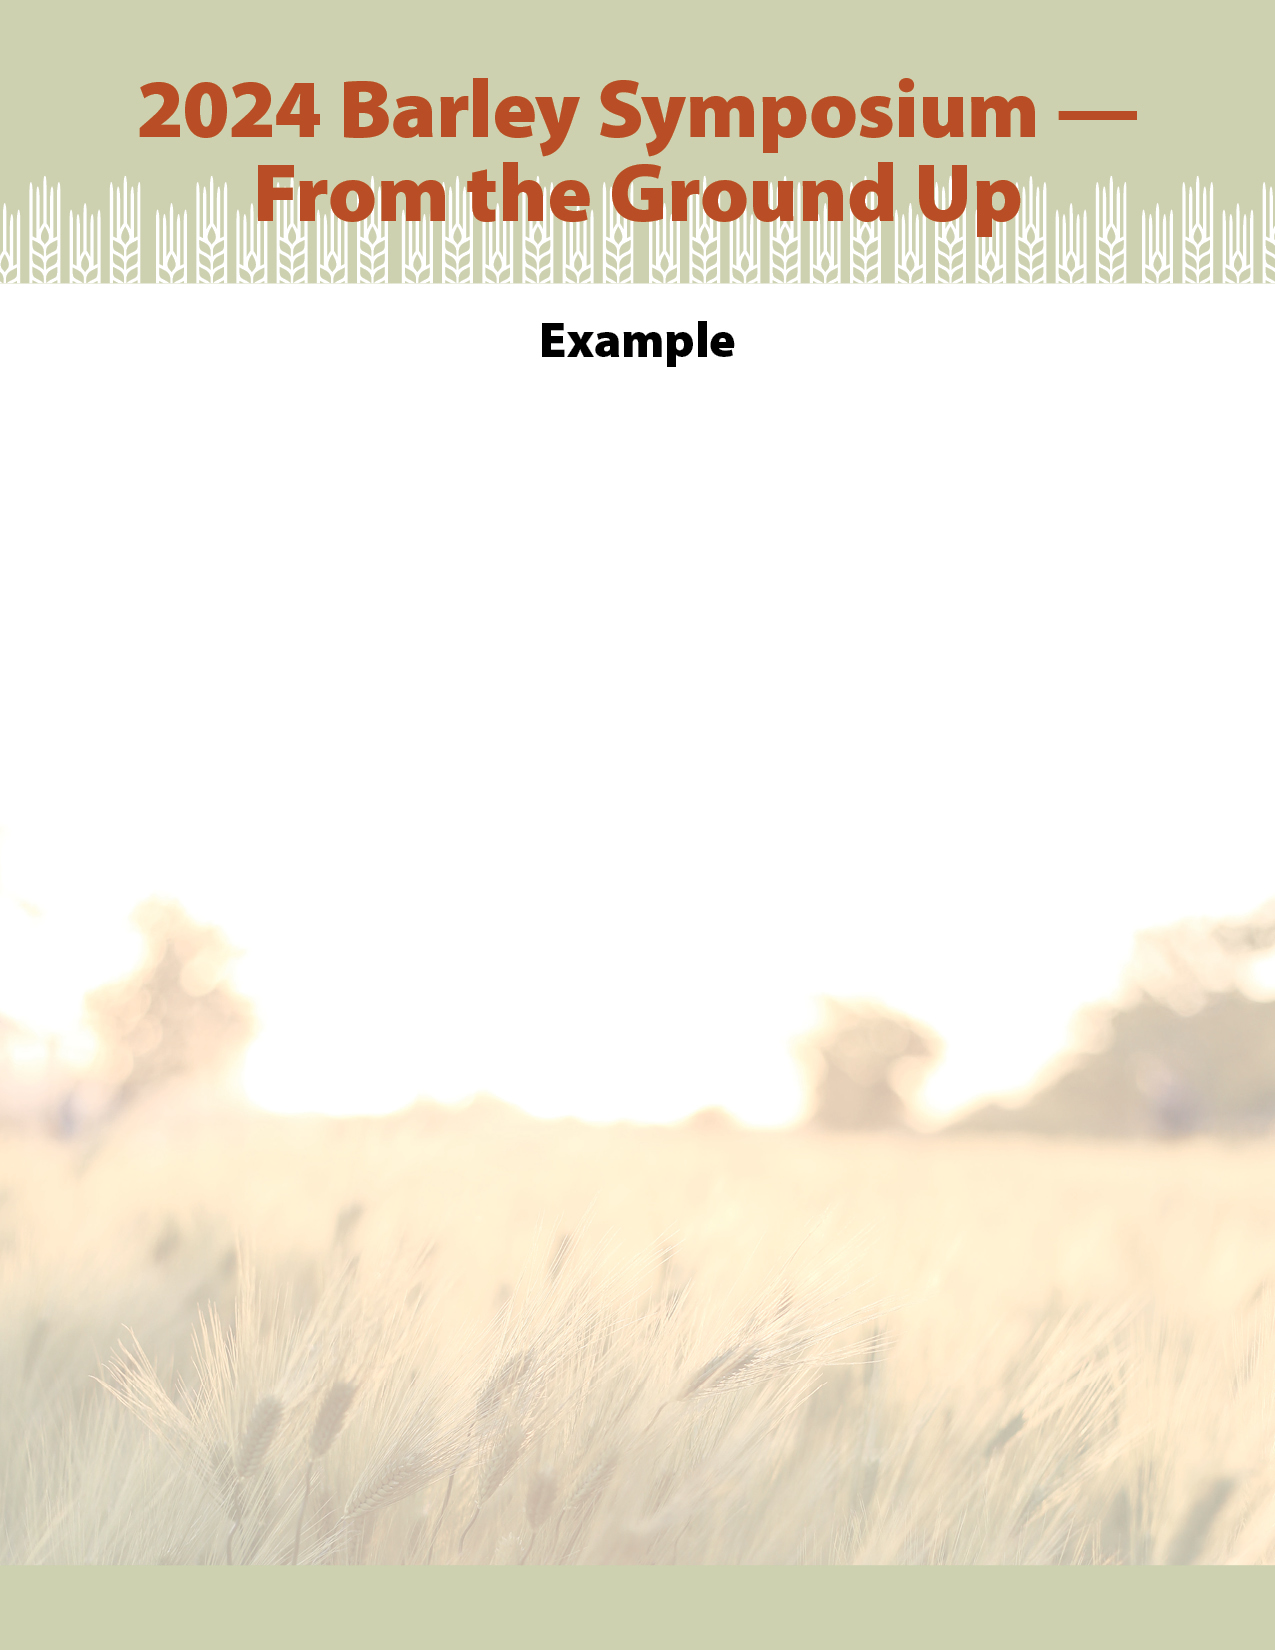 2024 Barley Symposium —
From the Ground Up
Example